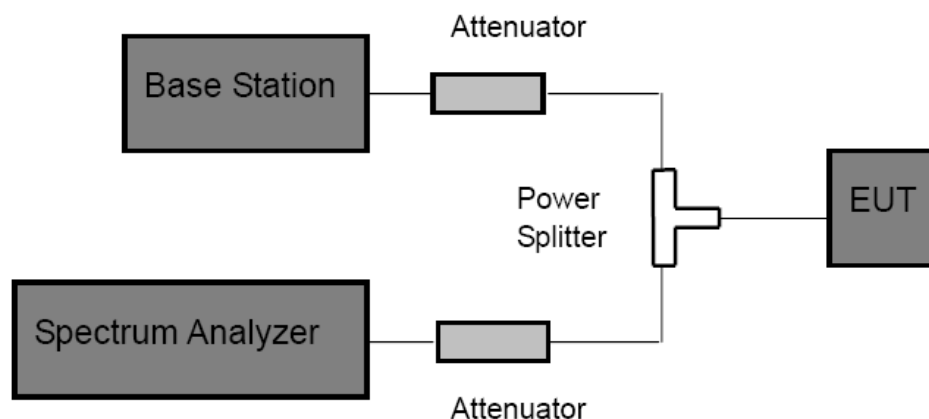 Attenuator
Base Station
Power
Splitter
EUT
Spectrum Analyzer
Attenuator